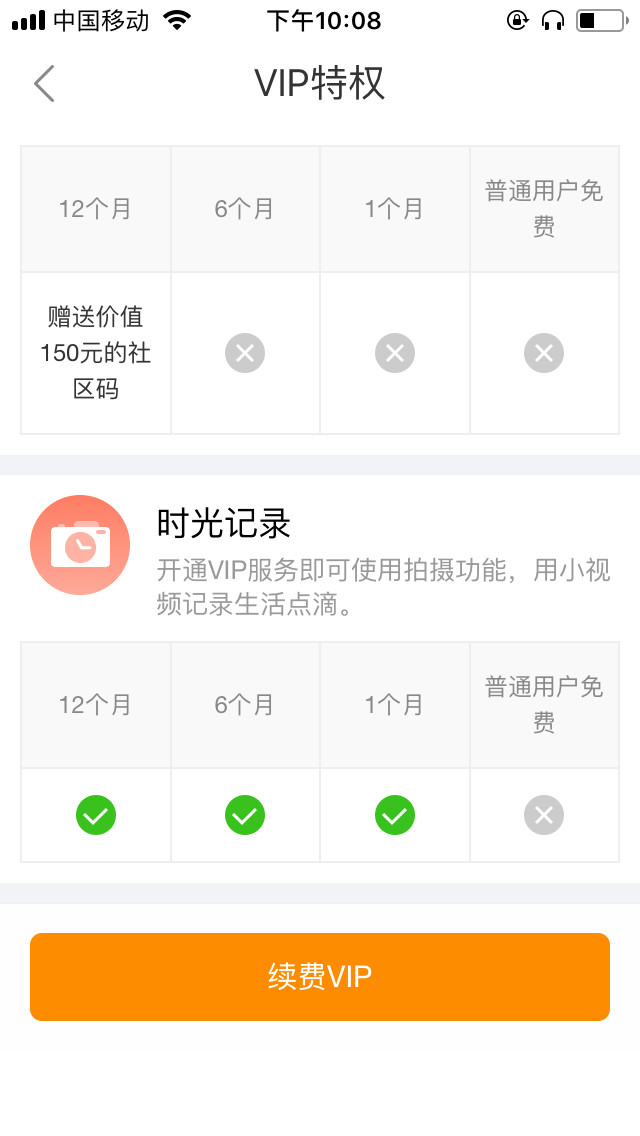 中国移动
下午10:08
VIP特权
12个月
6个月
1个月
普通用户免
费
赠送价值
150元的社
区码
时光记录
开通VIP服务即可使用拍摄功能，用小视
频记录生活点滴。
12个月
6个月
1个月
普通用户免
费
续费VIP